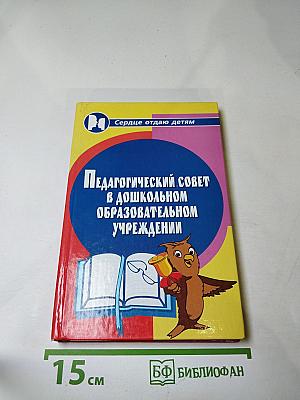 Сердце отдаю детям
Педагогический совет
в дошкольном
образовательном
учреждении
15 см
БФ БИБЛИОФАН